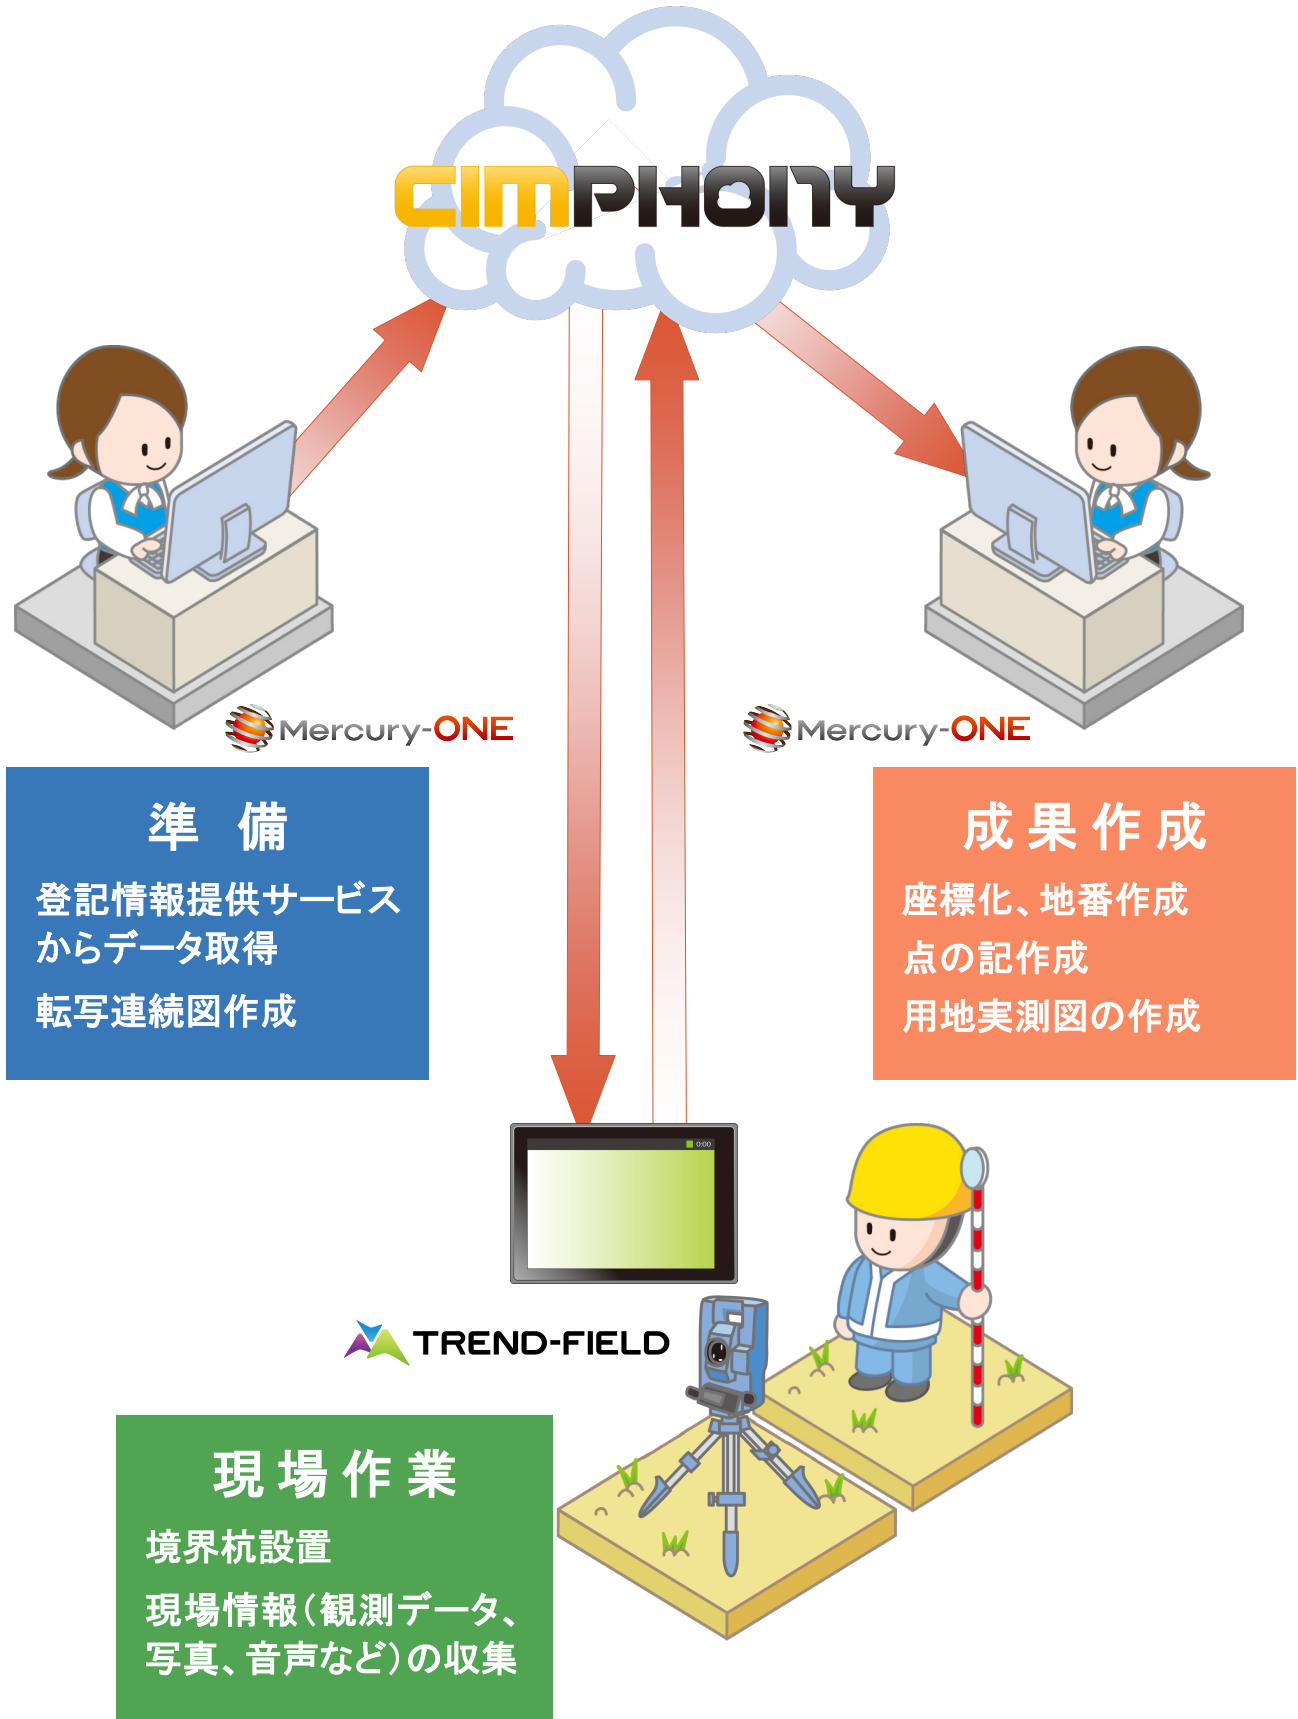 CIMPHONY
Mercury-ONE
Mercury-ONE
準 備
登記情報提供サービス
からデータ取得
転写連続図作成
成果作成
座標化、地番作成
点の記作成
用地実測図の作成
0:00
TREND-FIELD
現場作業
境界杭設置
現場情報（観測データ、
写真、音声など）の収集